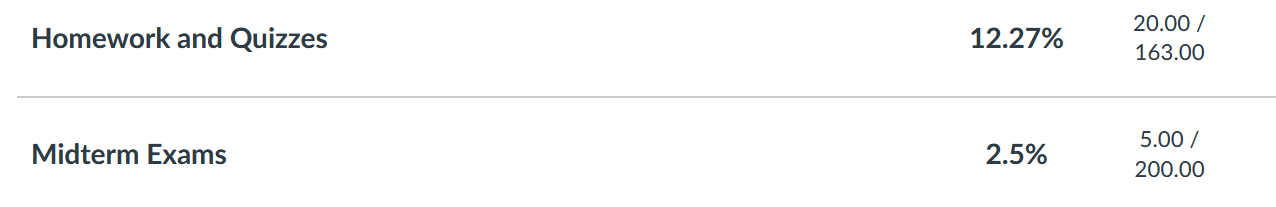 Homework and Quizzes 12.27% 20.00 /
163.00
Midterm Exams 2.5% 5.00 /
200.00